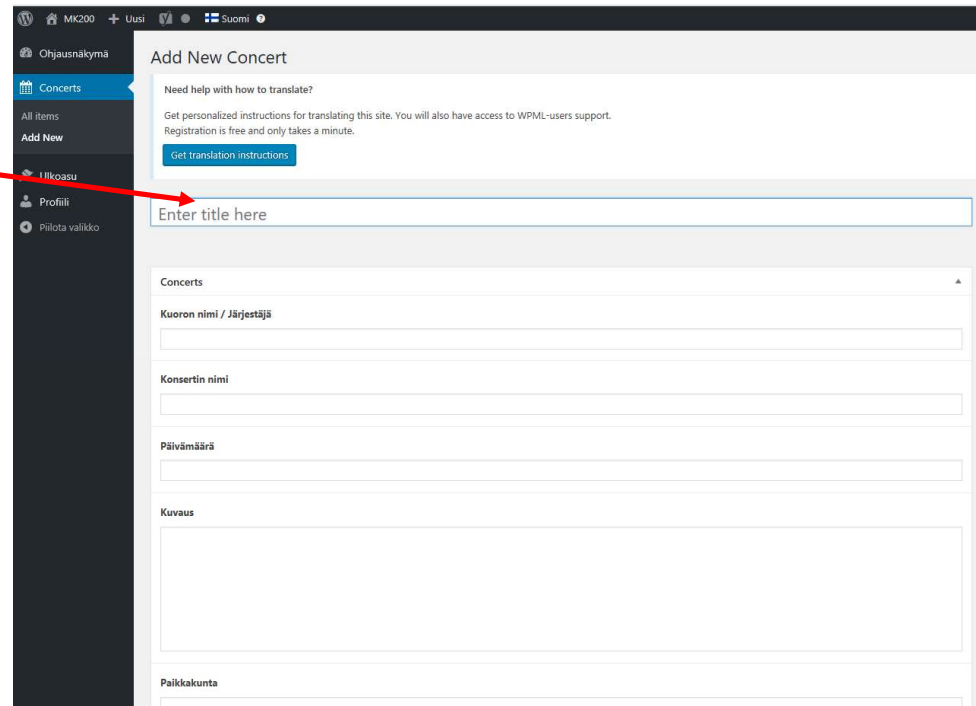 MK200 + Uusi Suomi
Ohjausnäkymä
Concerts
All items
Add New
Ulkoasu
Profiili
Piilota valikko
Add New Concert
Need help with how to translate?
Get personalized instructions for translating this site. You will also have access to WPML-users support.
Registration is free and only takes a minute.
Get translation instructions
Enter title here
Concerts
Kuoron nimi / Järjestäjä
Konsertin nimi
Päivämäärä
Kuvaus
Paikkakunta